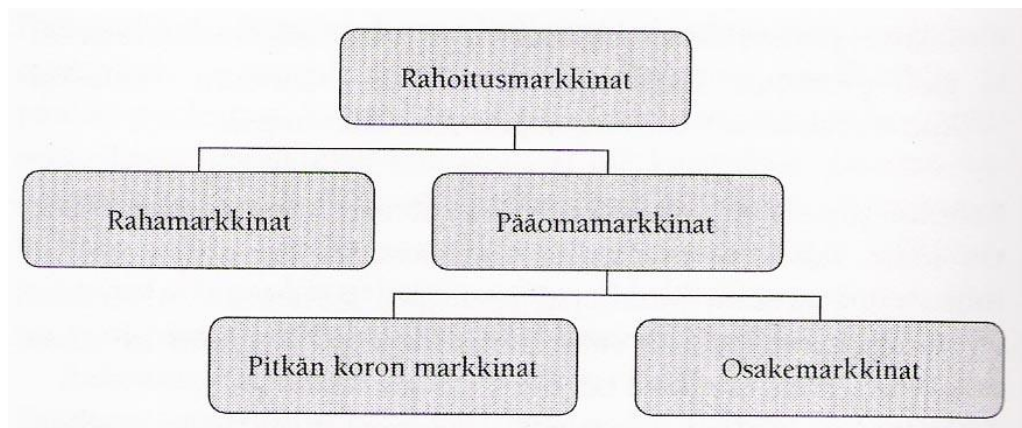 Rahoitusmarkkinat
Rahamarkkinat
Pääomamarkkinat
Pitkän koron markkinat
Osakemarkkinat